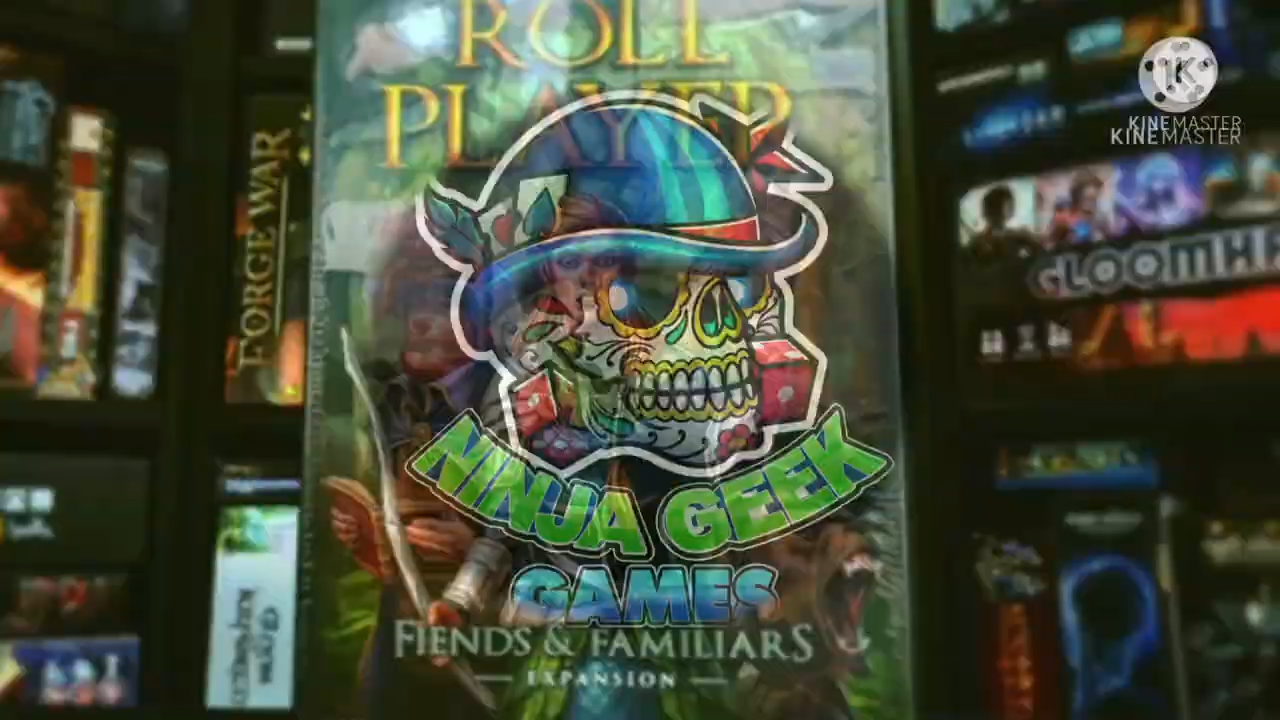 ROLL
PLAYER
KINEMASTER
KINEMASTER
FORGE WAR
GLOOMHA
NINJA GEEK
GAMES
FIENDS & FAMILIARS
EXPANSION